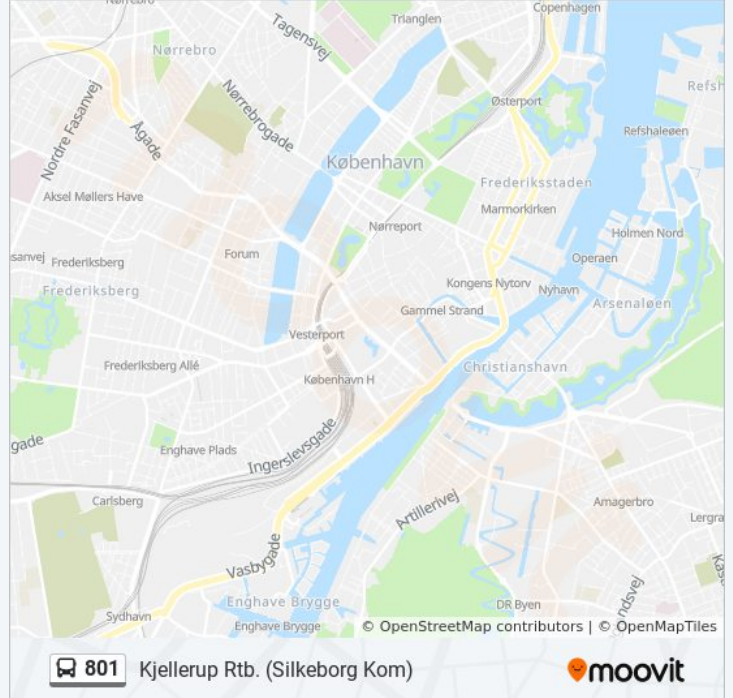 Nørrebro
Copenhagen
Trianglen
Tagensvej
Nørrebro
Refsh
Nordre Fasanvej
Nørrebrogade
Østerport
Ågade
Refshaleøen
København
Frederiksstaden
Aksel Møllers Have
Marmorkirken
Nørreport
Holmen Nord
sanvej
Frederiksberg
Forum
Operaen
Kongens Nytorv
Nyhavn
Frederiksberg
Arsenaløen
Gammel Strand
Vesterport
Frederiksberg Allé
Christianshavn
København H
gade
Enghave Plads
Ingerslevsgade
Carlsberg
Artillerivej
Amagerbro
Lergra
Vasbygade
Enghave Brygge
DR Byen
ndsvej
Sydhavn
Enghave Brygge
© OpenStreetMap contributors | © OpenMapTiles
801 Kjellerup Rtb. (Silkeborg Kom)
moovit